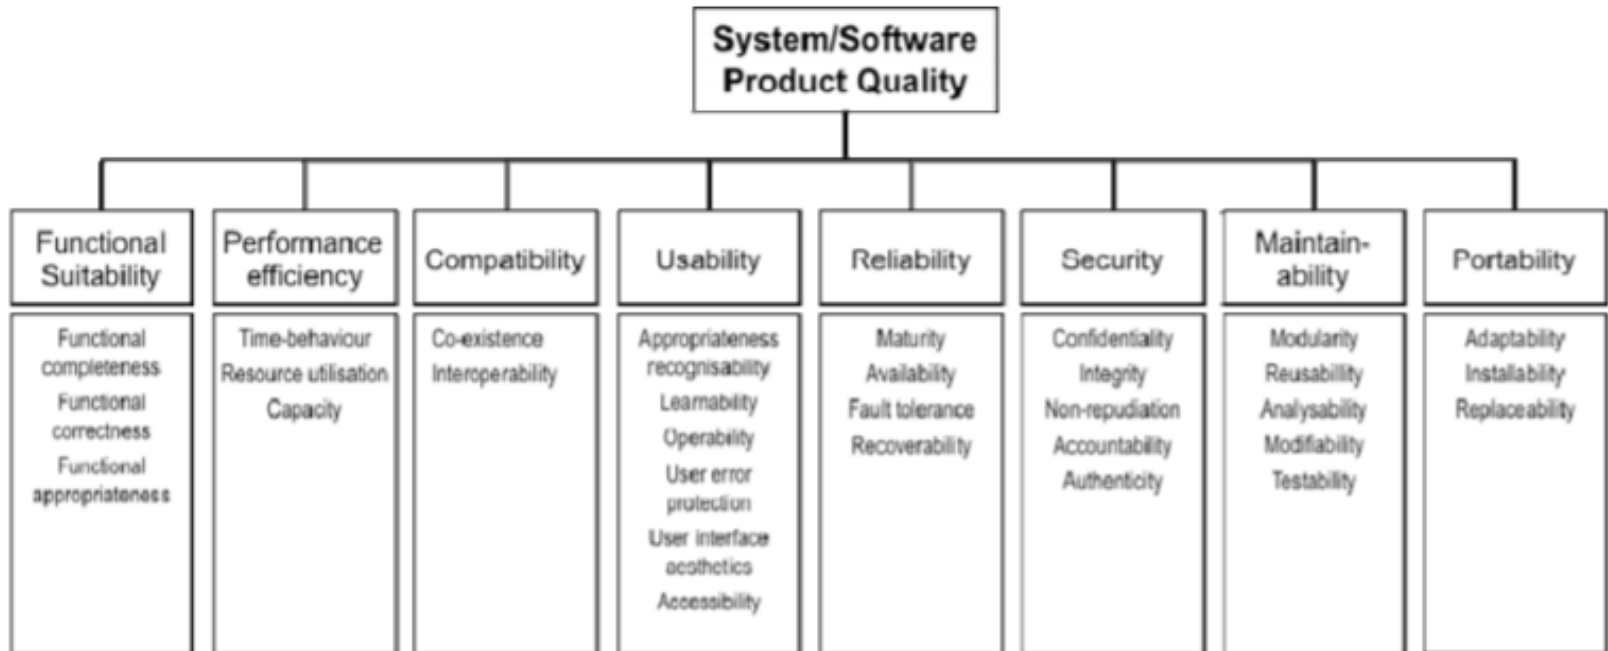 System/Software
Product Quality
Functional
Suitability
Performance
efficiency
Compatibility
Usability
Reliability
Security
Maintain-
ability
Portability
Functional
completeness
Functional
correctness
Functional
appropriateness
Time-behaviour
Resource utilisation
Capacity
Co-existence
Interoperability
Appropriateness
recognisability
Learnability
Operability
User error
protection
User interface
aesthetics
Accessibility
Maturity
Availability
Fault tolerance
Recoverability
Confidentiality
Integrity
Non-repudiation
Accountability
Authenticity
Modularity
Reusabillity
Analysability
Modifiability
Testability
Adaptability
Installability
Replaceability